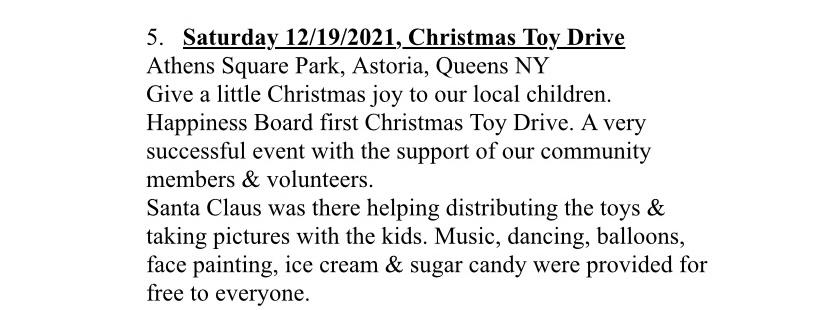 5. Saturday 12/19/2021, Christmas Toy Drive
Athens Square Park, Astoria, Queens NY
Give a little Christmas joy to our local children.
Happiness Board first Christmas Toy Drive. A very
successful event with the support of our community
members & volunteers.
Santa Claus was there helping distributing the toys &
taking pictures with the kids. Music, dancing, balloons,
face painting, ice cream & sugar candy were provided for
free to everyone.